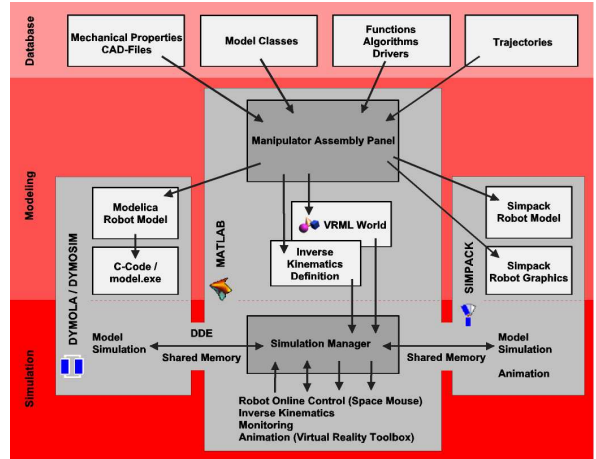 Database
Mechanical Properties
CAD-Files
Model Classes
Functions
Algorithms
Drivers
Trajectories
Modeling
Manipulator Assembly Panel
DYMOLA / DYMOSIM
Modelica
Robot Model
C-Code /
model.exe
MATLAB
VRML World
Inverse
Kinematics
Definition
SIMPACK
Simpack
Robot Model
Simpack
Robot Graphics
Simulation
Model
Simulation
DDE
Shared Memory
Simulation Manager
Shared Memory
Model
Simulation
Animation
Robot Online Control (Space Mouse)
Inverse Kinematics
Monitoring
Animation (Virtual Reality Toolbox)